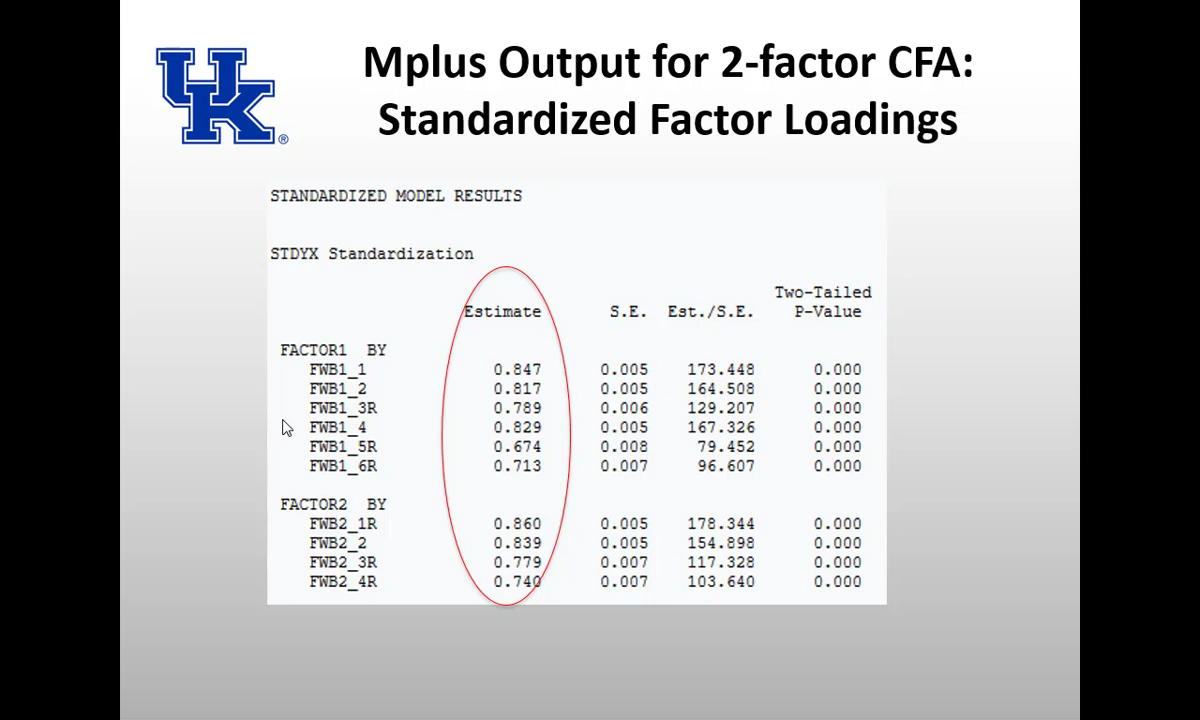 UK®
Mplus Output for 2-factor CFA:
Standardized Factor Loadings
STANDARDIZED MODEL RESULTS
STDYX Standardization
Two-Tailed
Estimate S.E. Est./S.E. P-Value
FACTOR1 BY
FWB1_1 0.847 0.005 173.448 0.000
FWB1_2 0.817 0.005 164.508 0.000
FWB1_3R 0.789 0.006 129.207 0.000
FWB1_4 0.829 0.005 167.326 0.000
FWB1_5R 0.674 0.008 79.452 0.000
FWB1_6R 0.713 0.007 96.607 0.000
FACTOR2 BY
FWB2_1R 0.860 0.005 178.344 0.000
FWB2_2 0.839 0.005 154.898 0.000
FWB2_3R 0.779 0.007 117.328 0.000
FWB2_4R 0.740 0.007 103.640 0.000